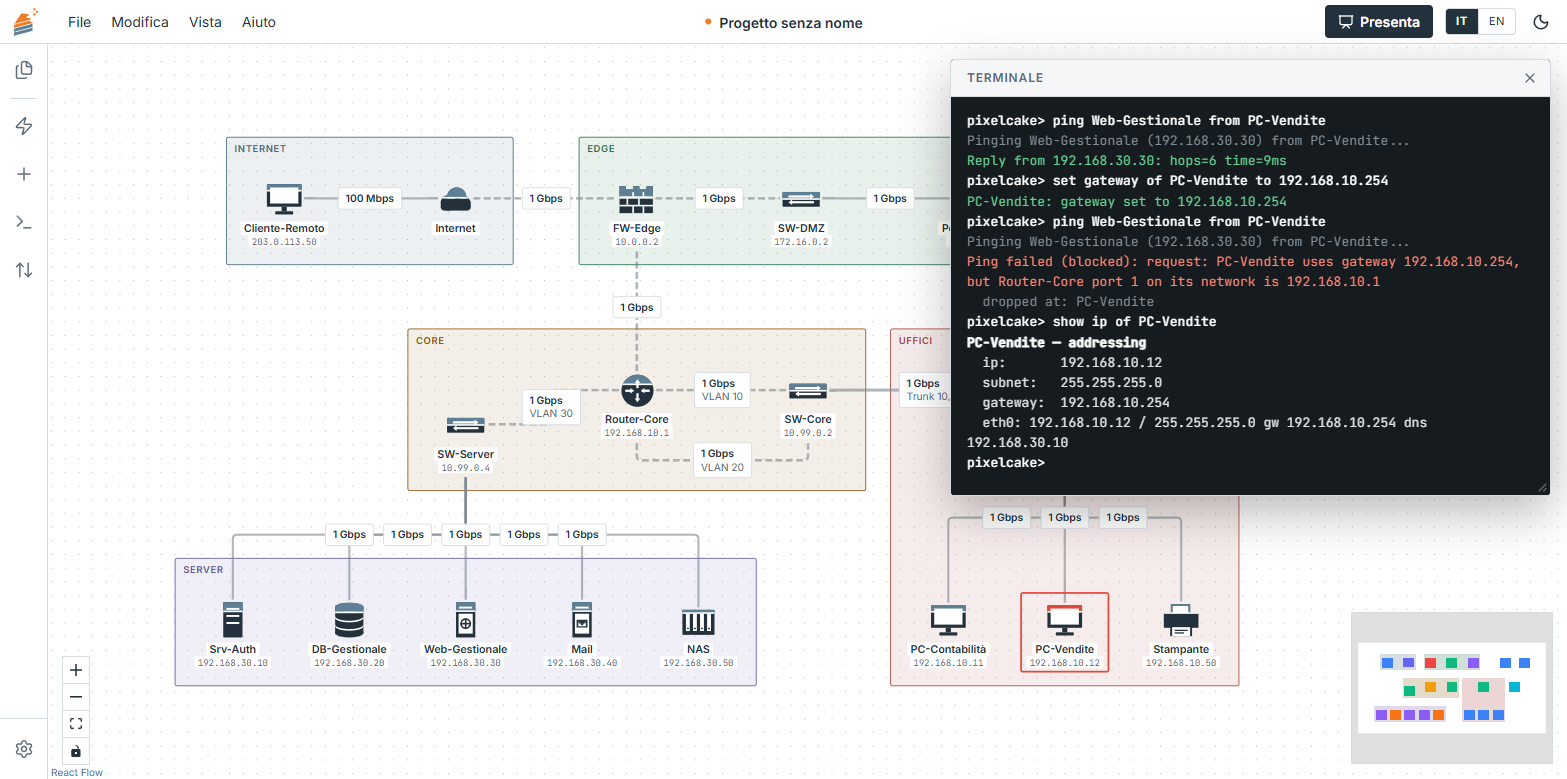 File Modifica Vista Aiuto
Progetto senza nome
Presenta
IT EN
TERMINALE
pixelcake> ping Web-Gestionale from PC-Vendite
Pinging Web-Gestionale (192.168.30.30) from PC-Vendite...
Reply from 192.168.30.30: hops=6 time=9ms
pixelcake> set gateway of PC-Vendite to 192.168.10.254
PC-Vendite: gateway set to 192.168.10.254
pixelcake> ping Web-Gestionale from PC-Vendite
Pinging Web-Gestionale (192.168.30.30) from PC-Vendite...
Ping failed (blocked): request: PC-Vendite uses gateway 192.168.10.254,
but Router-Core port 1 on its network is 192.168.10.1
dropped at: PC-Vendite
pixelcake> show ip of PC-Vendite
PC-Vendite — addressing
ip: 192.168.10.12
subnet: 255.255.255.0
gateway: 192.168.10.254
eth0: 192.168.10.12 / 255.255.255.0 gw 192.168.10.254 dns
192.168.30.10
pixelcake>
INTERNET
100 Mbps
1 Gbps
Cliente-Remoto
203.0.113.50
Internet
EDGE
1 Gbps
1 Gbps
FW-Edge
10.0.0.2
SW-DMZ
172.16.0.2
1 Gbps
CORE
1 Gbps
VLAN 30
1 Gbps
VLAN 10
Router-Core
192.168.10.1
SW-Core
10.99.0.2
SW-Server
10.99.0.4
1 Gbps
VLAN 20
UFFICI
1 Gbps
Trunk 10,
1 Gbps 1 Gbps 1 Gbps
PC-Contabilità
192.168.10.11
PC-Vendite
192.168.10.12
Stampante
192.168.10.50
1 Gbps 1 Gbps 1 Gbps 1 Gbps 1 Gbps
SERVER
Srv-Auth
192.168.30.10
DB-Gestionale
192.168.30.20
Web-Gestionale
192.168.30.30
Mail
192.168.30.40
NAS
192.168.30.50
React Flow